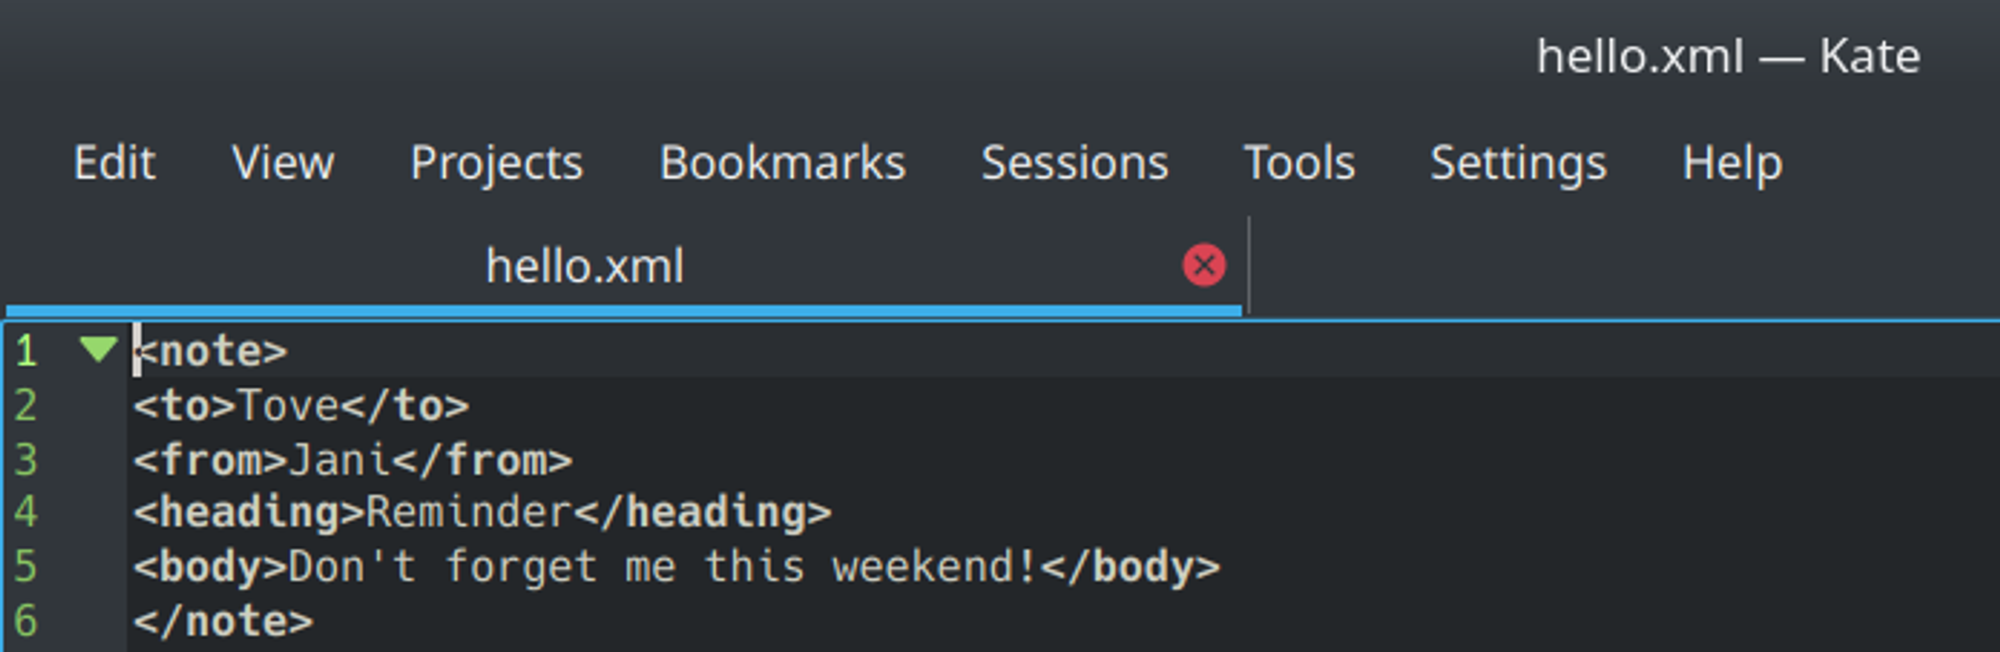 hello.xml — Kate
Edit View Projects Bookmarks Sessions Tools Settings Help
hello.xml
1 <note>
2 <to>Tove</to>
3 <from>Jani</from>
4 <heading>Reminder</heading>
5 <body>Don't forget me this weekend!</body>
6 </note>